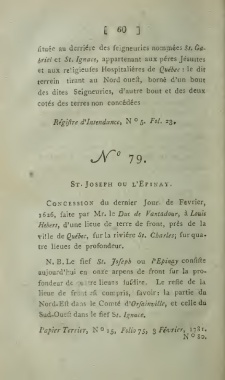 [ 60 ]
située au derrière des seigneuries nommées St. Ga-
briel et St. Ignace, appartenant aux péres Jésuites
et aux religieuses Hospitalières de Québec : le dit
terrein tirant au Nord ouest, borné d'un bout
des dites Seigneuries, d'autre bout et des deux
cotés des terres non concédées
Régistre d'Intendance, N° 5. Fol. 23.
N° 79.
ST. JOSEPH OU L'EPINAY.
CONCESSION du dernier Jour de Fevrier,
1626, faite par Mr. le Duc de Vantadour, à Louis
Hebert, d'une lieue de terre de front, près de la
ville de Québec, sur la rivière St. Charles; sur qua-
tre lieues de profondeur.
N. B. Le fief St. Joseph ou l'Epinay consiste
aujourd'hui en onze arpens de front sur la pro-
fondeur de quatre lieues susdite. Le reste de la
lieue de front est compris, savoir: la partie du
Nord-Est dans le Comté d'Orsainville, et celle du
Sud-Ouest dans le fief St. Ignace.
Papier Terrier, N° 15, Folio 75, 3 Février, 1781.
N° 80.